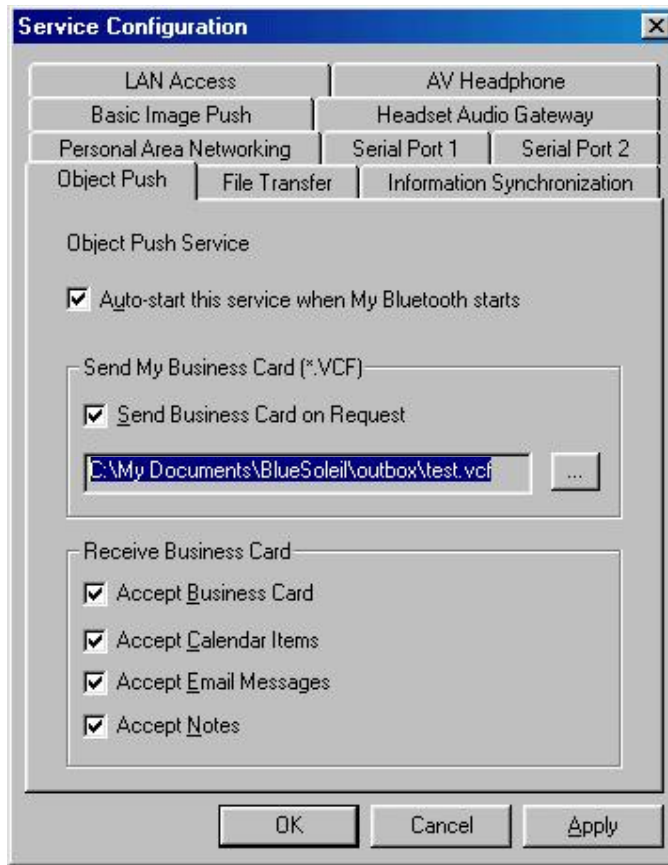 Service Configuration
LAN Access
AV Headphone
Basic Image Push
Headset Audio Gateway
Personal Area Networking
Serial Port 1
Serial Port 2
Object Push
File Transfer
Information Synchronization
Object Push Service
Auto-start this service when My Bluetooth starts
Send My Business Card (*.VCF)
Send Business Card on Request
C:\My Documents\BlueSoleil\outbox\test.vcf
...
Receive Business Card
Accept Business Card
Accept Calendar Items
Accept Email Messages
Accept Notes
OK
Cancel
Apply